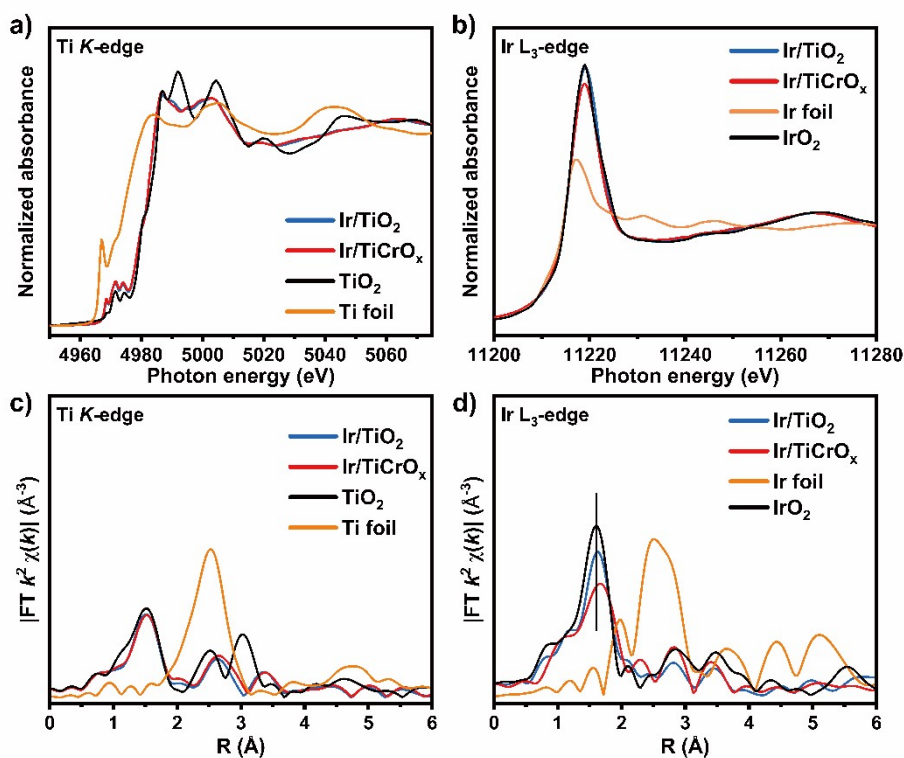 a) Ti K-edge
Normalized absorbance
Ir/TiO₂
Ir/TiCrOₓ
TiO₂
Ti foil
4960 4980 5000 5020 5040 5060
Photon energy (eV)
b) Ir L₃-edge
Normalized absorbance
Ir/TiO₂
Ir/TiCrOₓ
Ir foil
IrO₂
11200 11220 11240 11260 11280
Photon energy (eV)
c) Ti K-edge
|FT k² χ(k)| (Å⁻³)
Ir/TiO₂
Ir/TiCrOₓ
TiO₂
Ti foil
0 1 2 3 4 5 6
R (Å)
d) Ir L₃-edge
|FT k² χ(k)| (Å⁻³)
Ir/TiO₂
Ir/TiCrOₓ
Ir foil
IrO₂
0 1 2 3 4 5 6
R (Å)